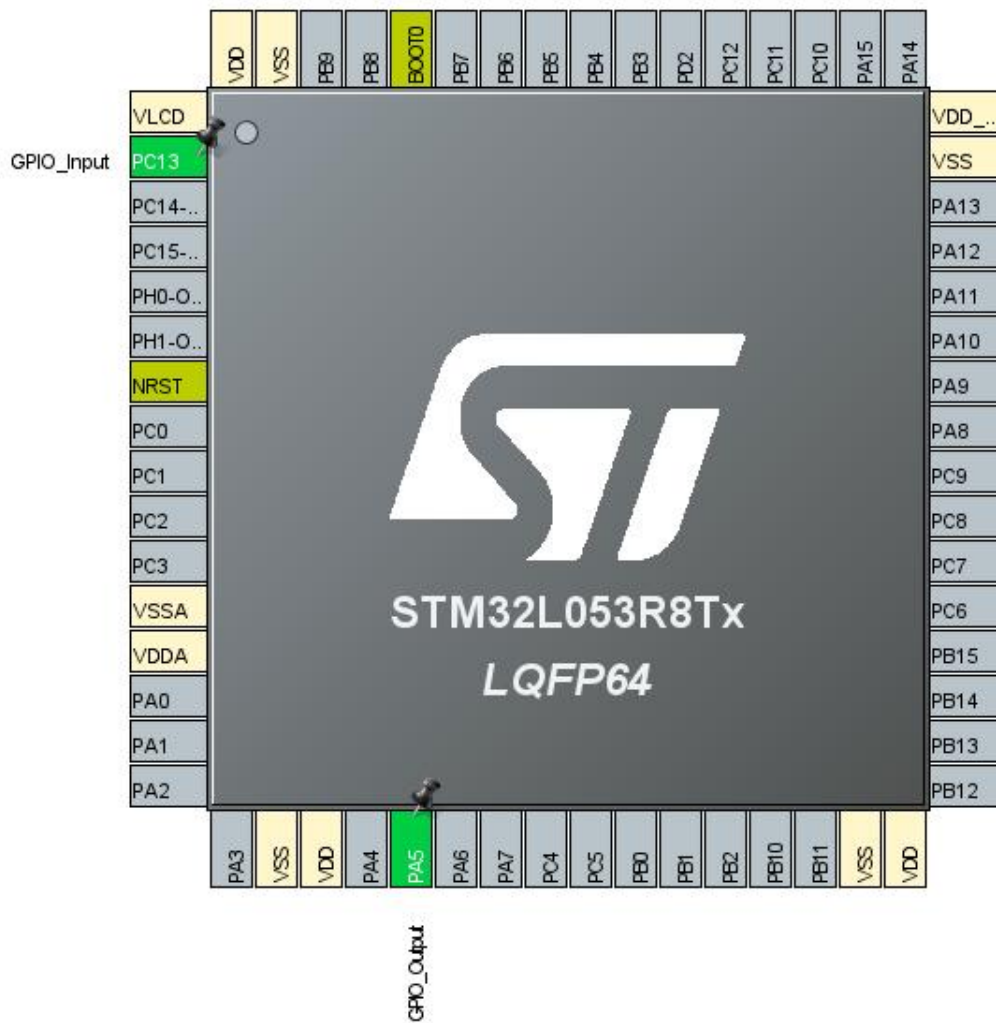 VDD
VSS
PB9
PB8
BOOT0
PB7
PB6
PB5
PB4
PB3
PD2
PC12
PC11
PC10
PA15
PA14
VLCD
GPIO_Input PC13
PC14-..
PC15-..
PH0-O..
PH1-O..
NRST
PC0
PC1
PC2
PC3
VSSA
VDDA
PA0
PA1
PA2
VDD_..
VSS
PA13
PA12
PA11
PA10
PA9
PA8
PC9
PC8
PC7
PC6
PB15
PB14
PB13
PB12
ST
STM32L053R8Tx
LQFP64
PA3
VSS
VDD
PA4
PA5
PA6
PA7
PC4
PC5
PB0
PB1
PB2
PB10
PB11
VSS
VDD
GPIO_Output